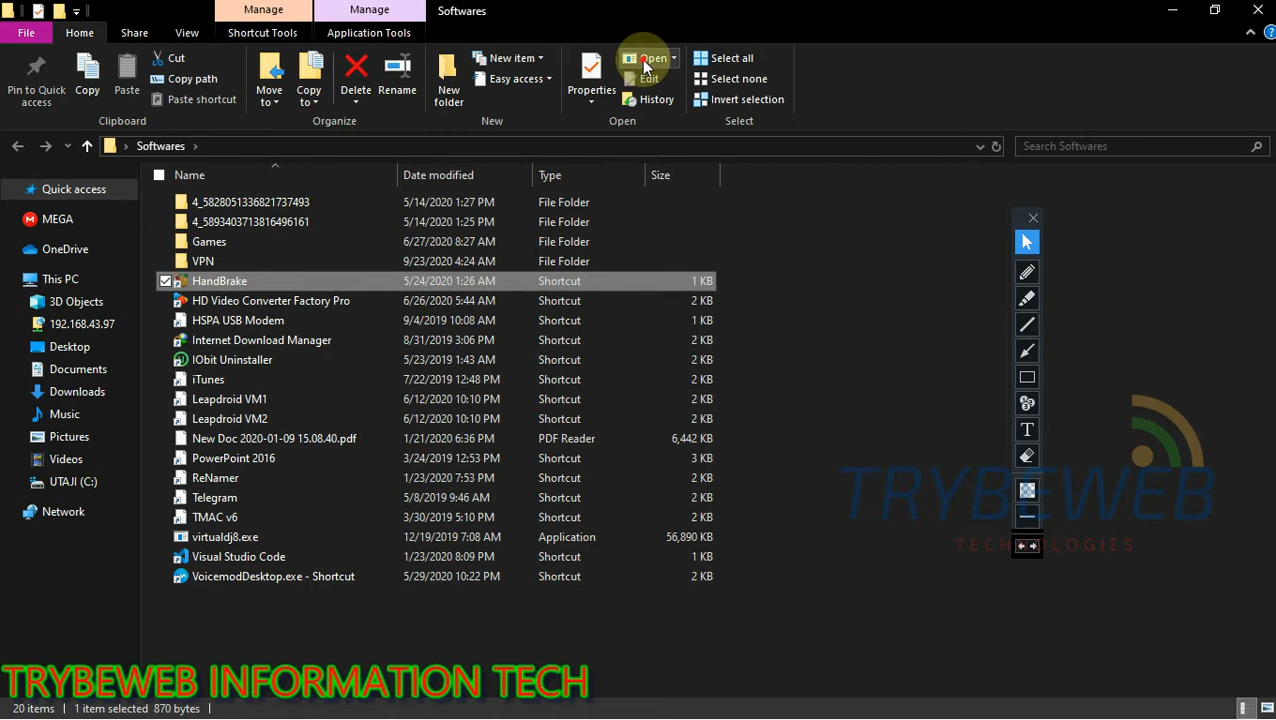 Manage Manage Softwares
File Home Share View Shortcut Tools Application Tools
Pin to Quick access
Copy
Paste
Cut
Copy path
Paste shortcut
Clipboard
Move to
Copy to
Delete
Rename
Organize
New folder
New item
Easy access
New
Properties
Open
Edit
History
Open
Select all
Select none
Invert selection
Select
Softwares
Search Softwares
Quick access
MEGA
OneDrive
This PC
3D Objects
192.168.43.97
Desktop
Documents
Downloads
Music
Pictures
Videos
UTAJI (C:)
Network
Name Date modified Type Size
4_5828051336821737493 5/14/2020 1:27 PM File Folder
4_5893403713816496161 5/14/2020 1:25 PM File Folder
Games 6/27/2020 8:27 AM File Folder
VPN 9/23/2020 4:24 AM File Folder
HandBrake 5/24/2020 1:26 AM Shortcut 1 KB
HD Video Converter Factory Pro 6/26/2020 5:44 AM Shortcut 2 KB
HSPA USB Modem 9/4/2019 10:08 AM Shortcut 1 KB
Internet Download Manager 8/31/2019 3:06 PM Shortcut 2 KB
IObit Uninstaller 5/23/2019 1:43 AM Shortcut 2 KB
iTunes 7/22/2019 12:48 PM Shortcut 2 KB
Leapdroid VM1 6/12/2020 10:10 PM Shortcut 2 KB
Leapdroid VM2 6/12/2020 10:10 PM Shortcut 2 KB
New Doc 2020-01-09 15.08.40.pdf 1/21/2020 6:36 PM PDF Reader 6,442 KB
PowerPoint 2016 3/24/2019 12:53 PM Shortcut 3 KB
ReNamer 1/23/2020 7:53 PM Shortcut 2 KB
Telegram 5/8/2019 9:46 AM Shortcut 2 KB
TMAC v6 3/30/2019 5:10 PM Shortcut 2 KB
virtualdj8.exe 12/19/2019 7:08 AM Application 56,890 KB
Visual Studio Code 1/23/2020 8:09 PM Shortcut 1 KB
VoicemodDesktop.exe - Shortcut 5/29/2020 10:22 PM Shortcut 2 KB
T
TRYBEWEB
TECHNOLOGIES
TRYBEWEB INFORMATION TECH
20 items 1 item selected 870 bytes